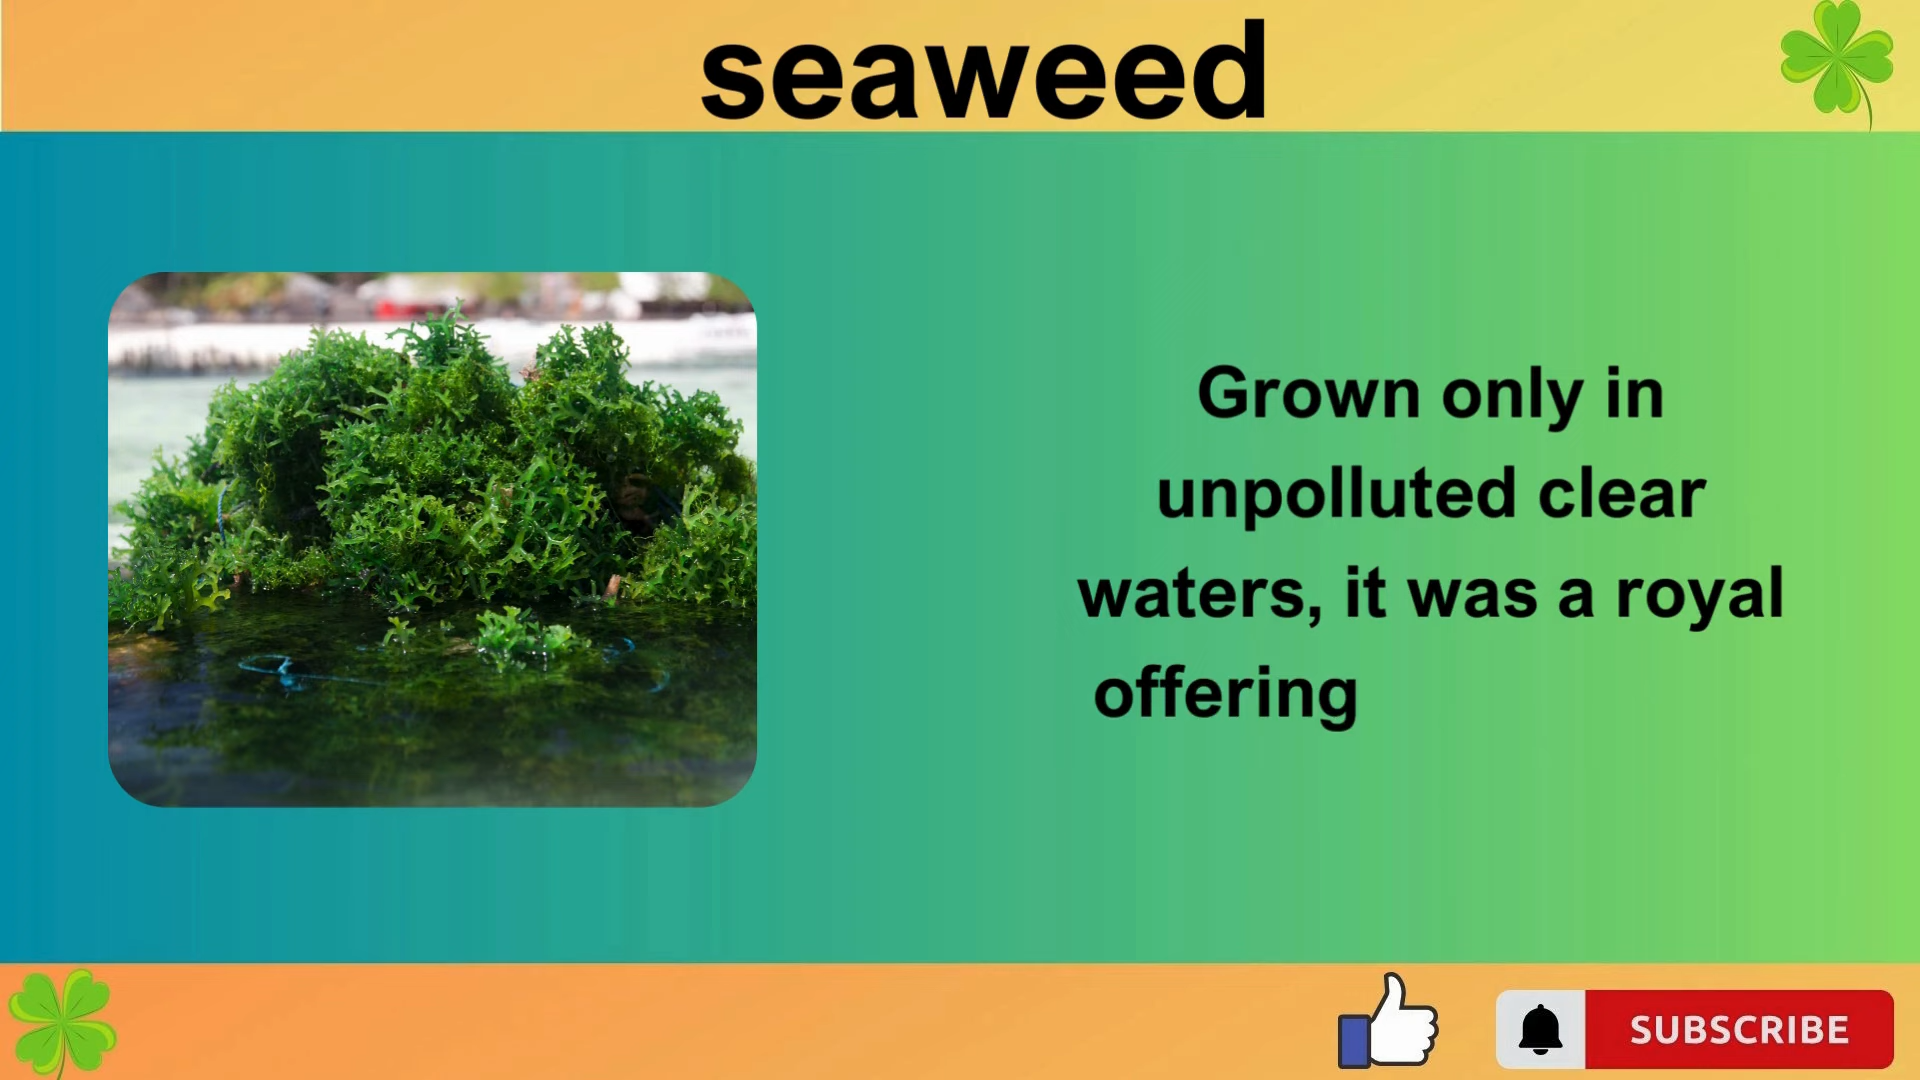 seaweed
Grown only in
unpolluted clear
waters, it was a royal
offering
SUBSCRIBE